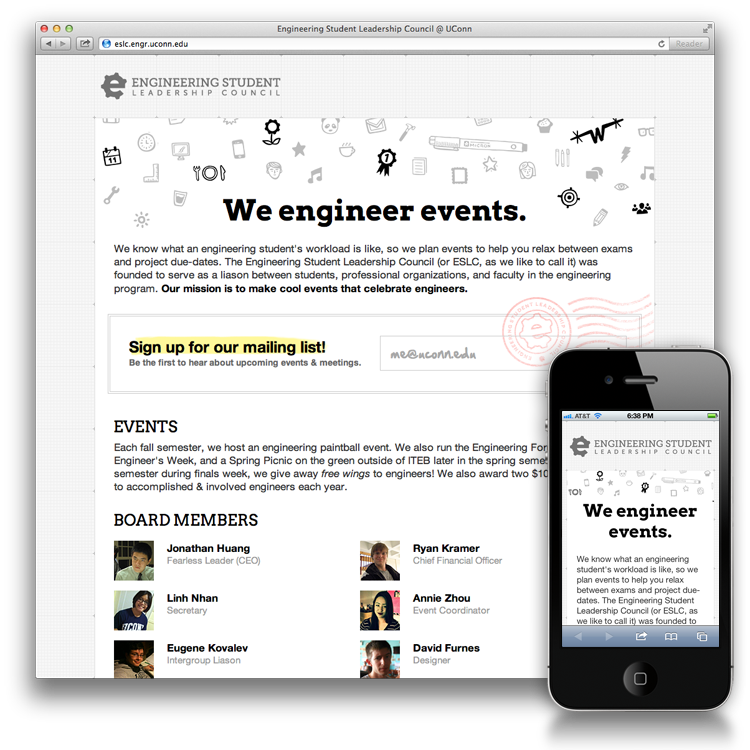 Engineering Student Leadership Council @ UConn
eslc.engr.uconn.edu
Reader
ENGINEERING STUDENT
LEADERSHIP COUNCIL
11
1
We engineer events.
We know what an engineering student's workload is like, so we plan events to help you relax between exams
and project due-dates. The Engineering Student Leadership Council (or ESLC, as we like to call it) was
founded to serve as a liason between students, professional organizations, and faculty in the engineering
program. Our mission is to make cool events that celebrate engineers.
ENGINEERING STUDENT LEADERSHIP
Sign up for our mailing list!
Be the first to hear about upcoming events & meetings.
me@uconn.edu
EVENTS
Each fall semester, we host an engineering paintball event. We also run the Engineering
Engineer's Week, and a Spring Picnic on the green outside of ITEB later in the spring
semester during finals week, we give away free wings to engineers! We also award two
to accomplished & involved engineers each year.
BOARD MEMBERS
Jonathan Huang
Fearless Leader (CEO)
Ryan Kramer
Chief Financial Officer
Linh Nhan
Secretary
Annie Zhou
Event Coordinator
Eugene Kovalev
Intergroup Liason
David Furnes
Designer
AT&T
6:38 PM
ENGINEERING STUDENT
LEADERSHIP COUNCIL
We engineer
events.
We know what an engineering
student's workload is like, so we
plan events to help you relax
between exams and project due-
dates. The Engineering Student
Leadership Council (or ESLC, as
we like to call it) was founded to